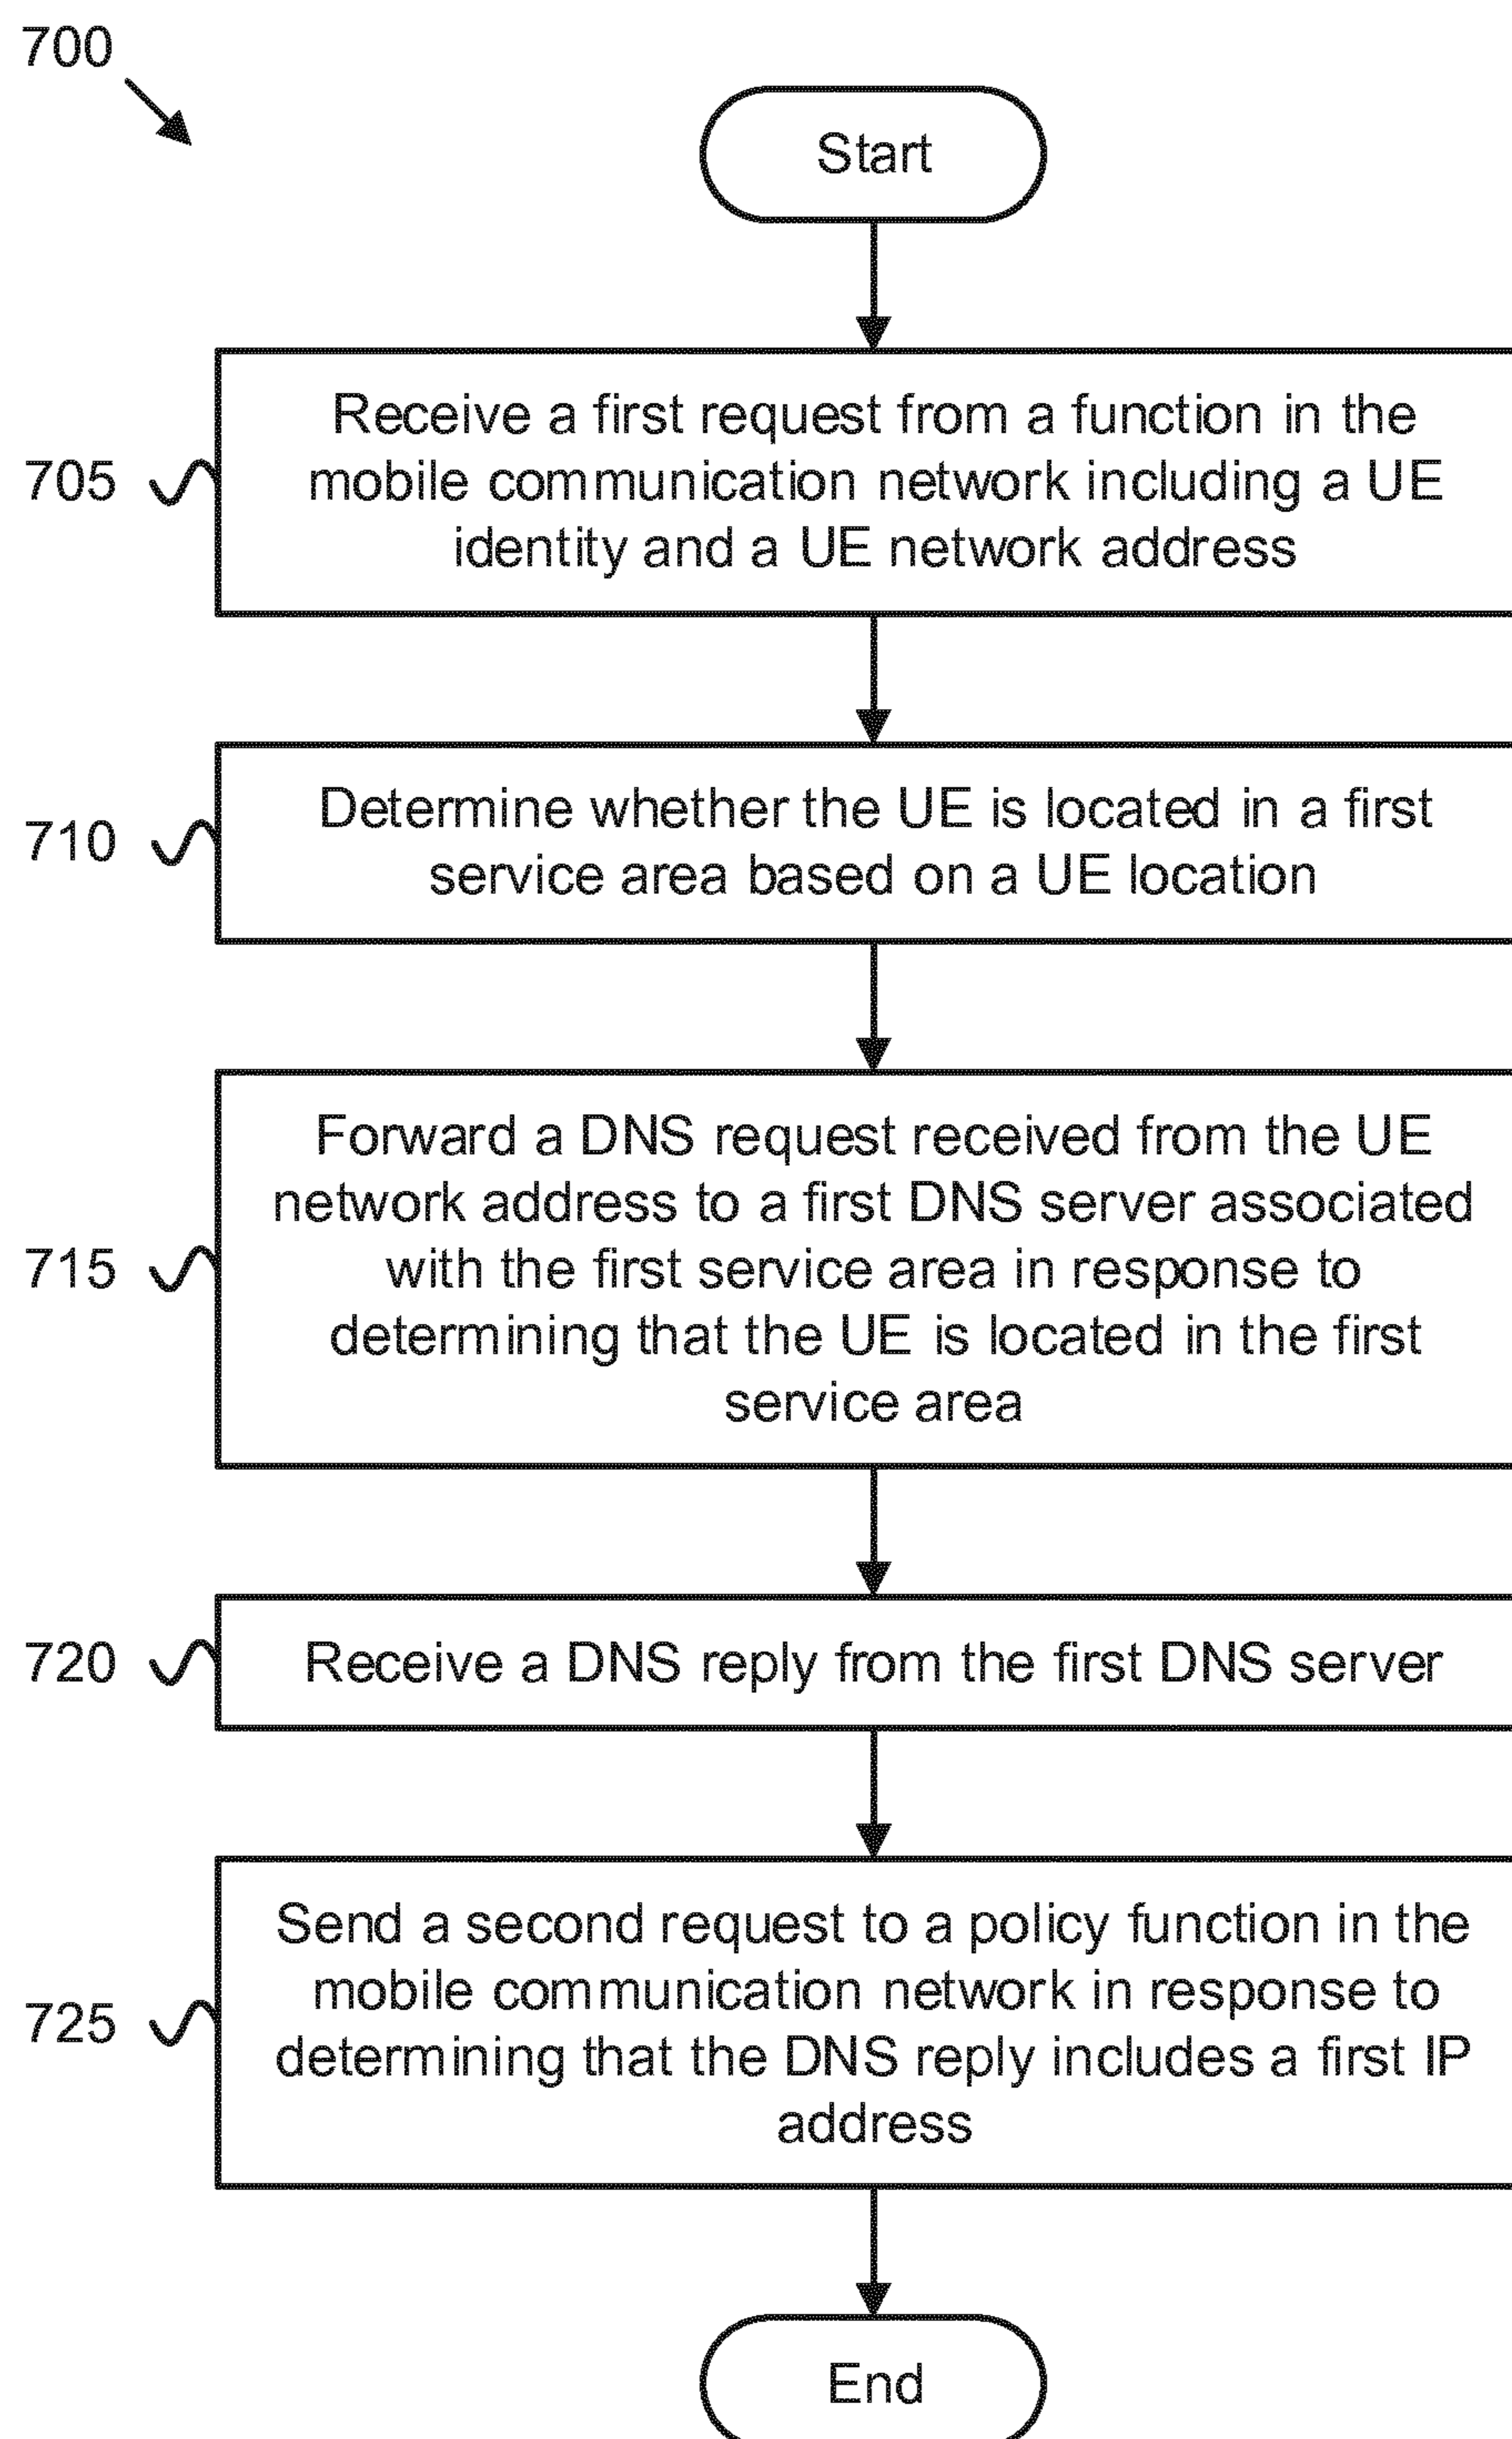 700
Start
Receive a first request from a function in the
mobile communication network including a UE
identity and a UE network address
705
Determine whether the UE is located in a first
service area based on a UE location
710
Forward a DNS request received from the UE
network address to a first DNS server associated
with the first service area in response to
determining that the UE is located in the first
service area
715
Receive a DNS reply from the first DNS server
720
Send a second request to a policy function in the
mobile communication network in response to
determining that the DNS reply includes a first IP
address
725
End